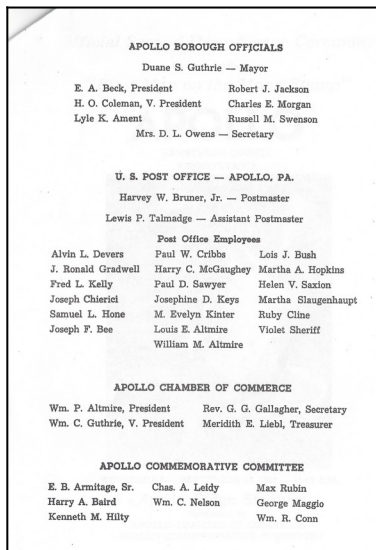 APOLLO BOROUGH OFFICIALS
Duane S. Guthrie — Mayor
E. A. Beck, President Robert J. Jackson
H. O. Coleman, V. President Charles E. Morgan
Lyle K. Ament Russell M. Swenson
Mrs. D. L. Owens — Secretary
U. S. POST OFFICE — APOLLO, PA.
Harvey W. Bruner, Jr. — Postmaster
Lewis P. Talmadge — Assistant Postmaster
Post Office Employees
Alvin L. Devers Paul W. Cribbs Lois J. Bush
J. Ronald Gradwell Harry C. McGaughey Martha A. Hopkins
Fred L. Kelly Paul D. Sawyer Helen V. Saxion
Joseph Chierici Josephine D. Keys Martha Slaugenhaupt
Samuel L. Hone M. Evelyn Kinter Ruby Cline
Joseph F. Bee Louis E. Altmire Violet Sheriff
William M. Altmire
APOLLO CHAMBER OF COMMERCE
Wm. P. Altmire, President Rev. G. G. Gallagher, Secretary
Wm. C. Guthrie, V. President Meridith E. Liebl, Treasurer
APOLLO COMMEMORATIVE COMMITTEE
E. B. Armitage, Sr. Chas. A. Leidy Max Rubin
Harry A. Baird Wm. C. Nelson George Maggio
Kenneth M. Hilty Wm. R. Conn